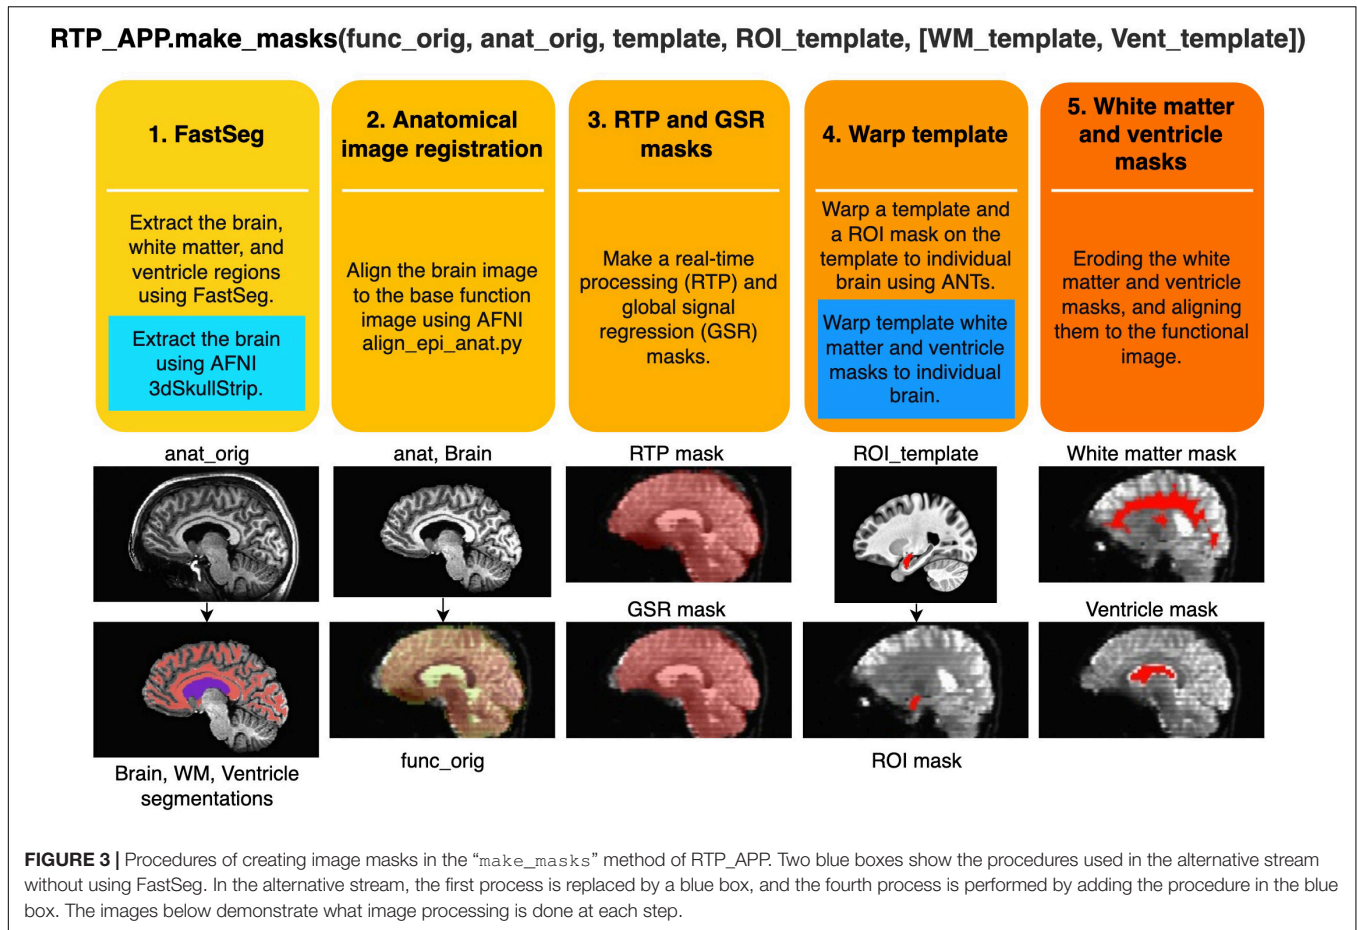 RTP_APP.make_masks(func_orig, anat_orig, template, ROI_template, [WM_template, Vent_template])
1. FastSeg
Extract the brain,
white matter, and
ventricle regions
using FastSeg.
Extract the brain
using AFNI
3dSkullStrip.
2. Anatomical
image registration
Align the brain image
to the base function
image using AFNI
align_epi_anat.py
3. RTP and GSR
masks
Make a real-time
processing (RTP) and
global signal
regression (GSR)
masks.
4. Warp template
Warp a template and
a ROI mask on the
template to individual
brain using ANTs.
Warp template white
matter and ventricle
masks to individual
brain.
5. White matter
and ventricle
masks
Eroding the white
matter and ventricle
masks, and aligning
them to the functional
image.
anat_orig
Brain, WM, Ventricle
segmentations
anat, Brain
func_orig
RTP mask
GSR mask
ROI_template
ROI mask
White matter mask
Ventricle mask
FIGURE 3 | Procedures of creating image masks in the “make_masks” method of RTP_APP. Two blue boxes show the procedures used in the alternative stream
without using FastSeg. In the alternative stream, the first process is replaced by a blue box, and the fourth process is performed by adding the procedure in the blue
box. The images below demonstrate what image processing is done at each step.